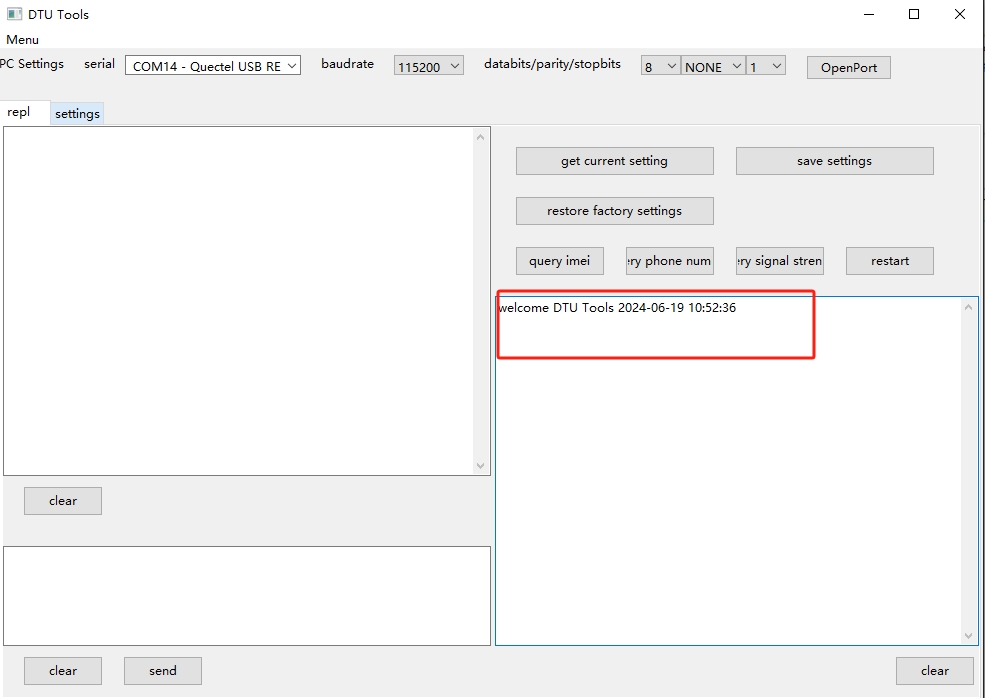 DTU Tools
Menu
PC Settings serial COM14 - Quectel USB RE baudrate 115200 databits/parity/stopbits 8 NONE 1 OpenPort
repl settings
get current setting save settings
restore factory settings
query imei ery phone num ery signal stren restart
welcome DTU Tools 2024-06-19 10:52:36
clear
clear send clear